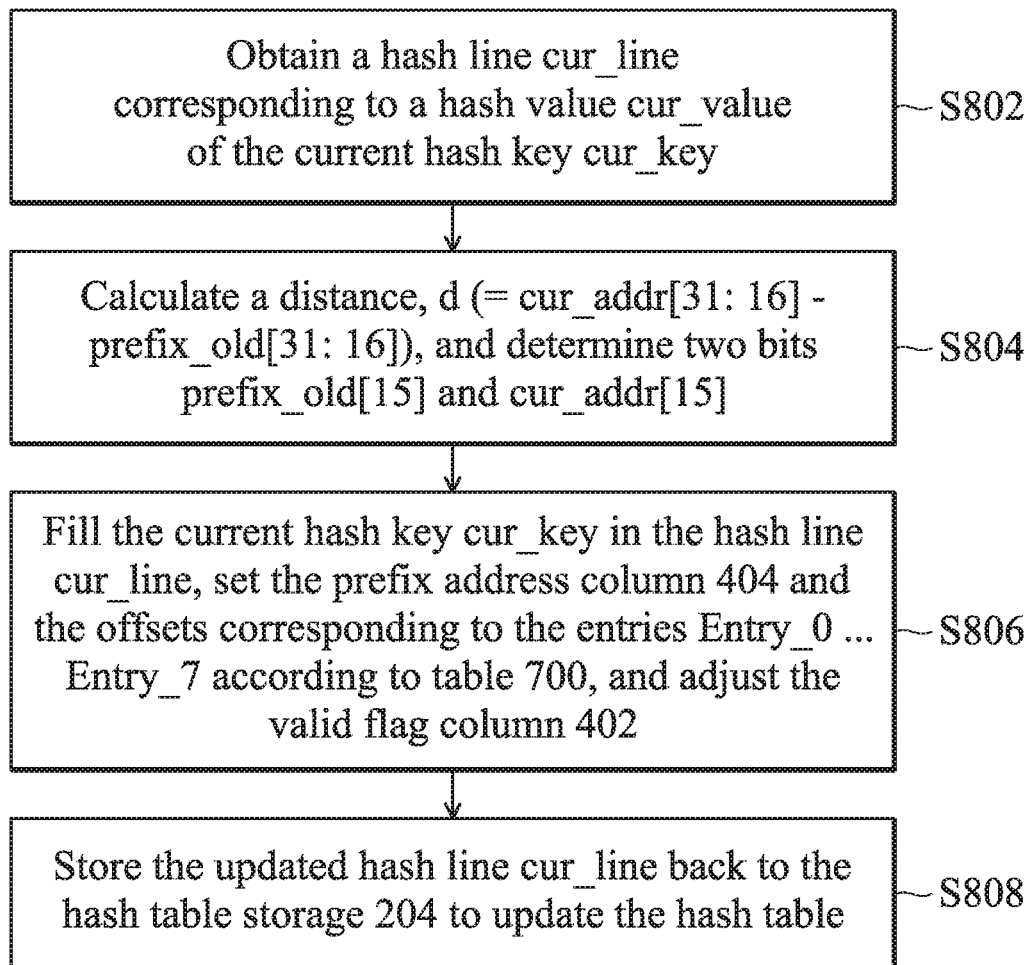 Obtain a hash line cur_line
corresponding to a hash value cur_value
of the current hash key cur_key
S802
Calculate a distance, d (= cur_addr[31: 16] -
prefix_old[31: 16]), and determine two bits
prefix_old[15] and cur_addr[15]
S804
Fill the current hash key cur_key in the hash line
cur_line, set the prefix address column 404 and
the offsets corresponding to the entries Entry_0 ...
Entry_7 according to table 700, and adjust the
valid flag column 402
S806
Store the updated hash line cur_line back to the
hash table storage 204 to update the hash table
S808